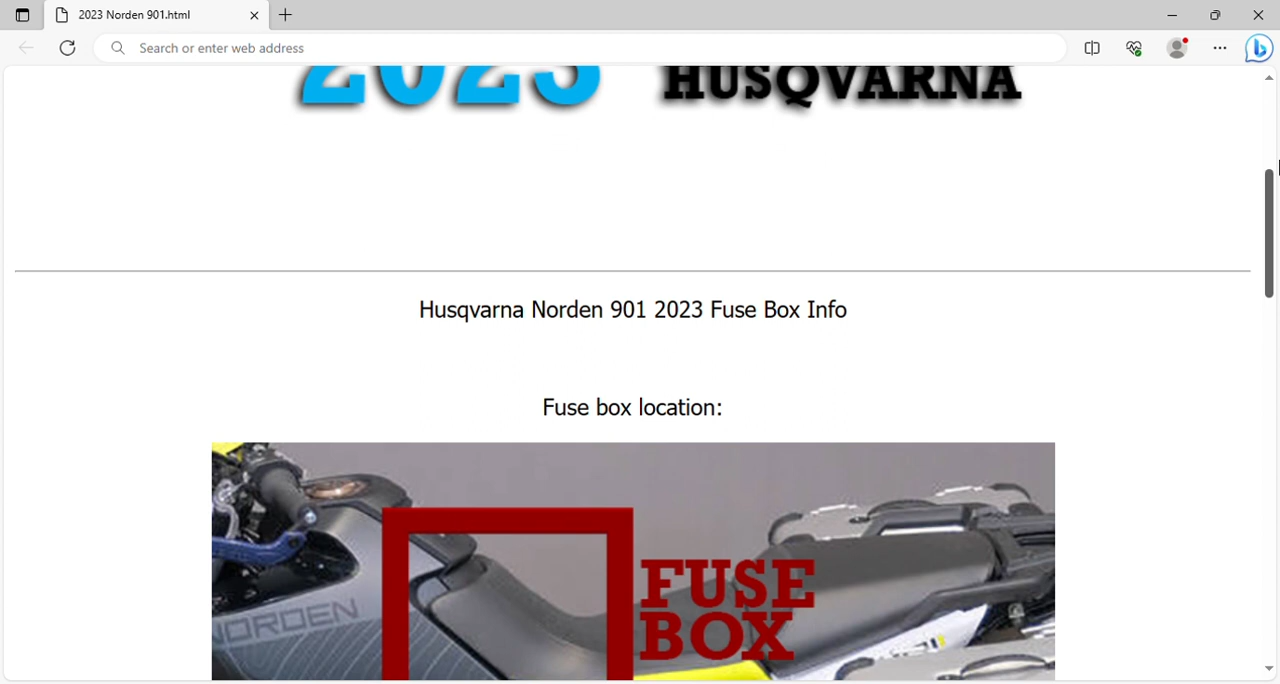 2023 Norden 901.html
Search or enter web address
2023 HUSQVARNA
Husqvarna Norden 901 2023 Fuse Box Info
Fuse box location:
FUSE
BOX
NORDEN